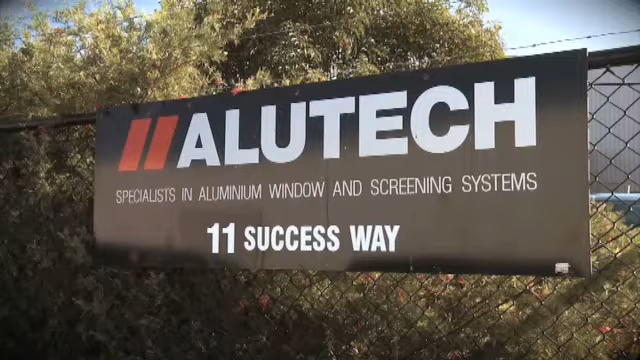 ALUTECH
SPECIALISTS IN ALUMINIUM WINDOW AND SCREENING SYSTEMS
11 SUCCESS WAY